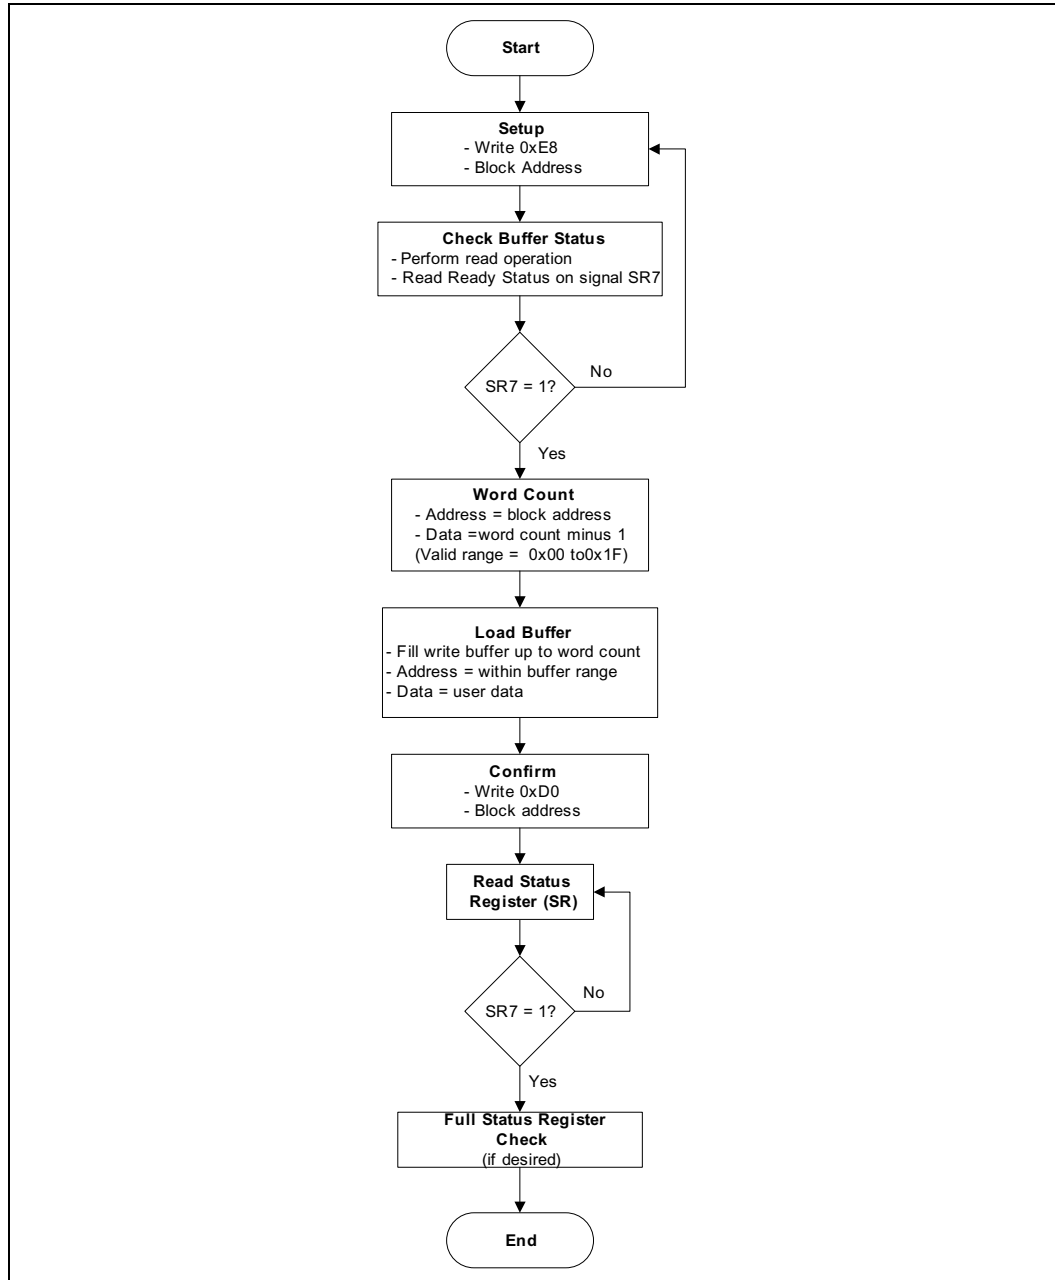 Start
Setup
- Write 0xE8
- Block Address
Check Buffer Status
- Perform read operation
- Read Ready Status on signal SR7
SR7 = 1?
No
Yes
Word Count
- Address = block address
- Data =word count minus 1
(Valid range = 0x00 to0x1F)
Load Buffer
- Fill write buffer up to word count
- Address = within buffer range
- Data = user data
Confirm
- Write 0xD0
- Block address
Read Status
Register (SR)
No
SR7 = 1?
Yes
Full Status Register
Check
(if desired)
End